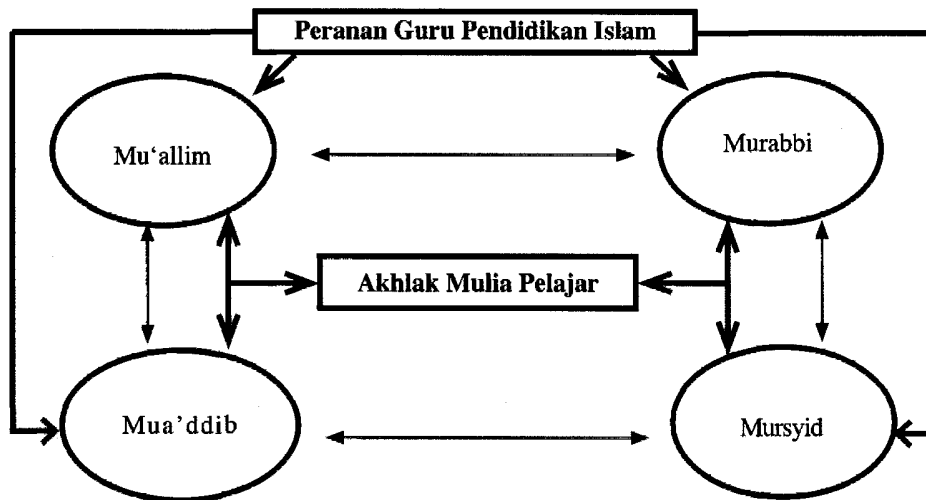 Peranan Guru Pendidikan Islam
Mu‘allim
Murabbi
Akhlak Mulia Pelajar
Mua’ddib
Mursyid